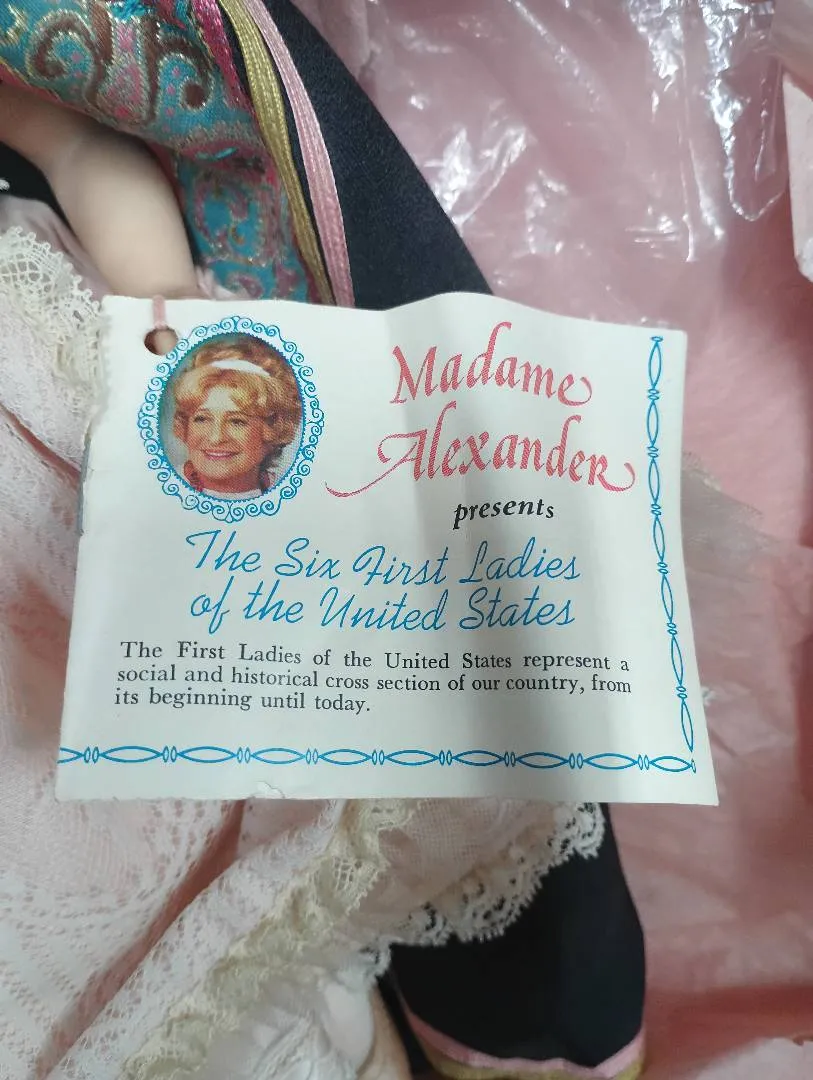 Madame
Alexander
presents
The Six First Ladies
of the United States
The First Ladies of the United States represent a
social and historical cross section of our country, from
its beginning until today.